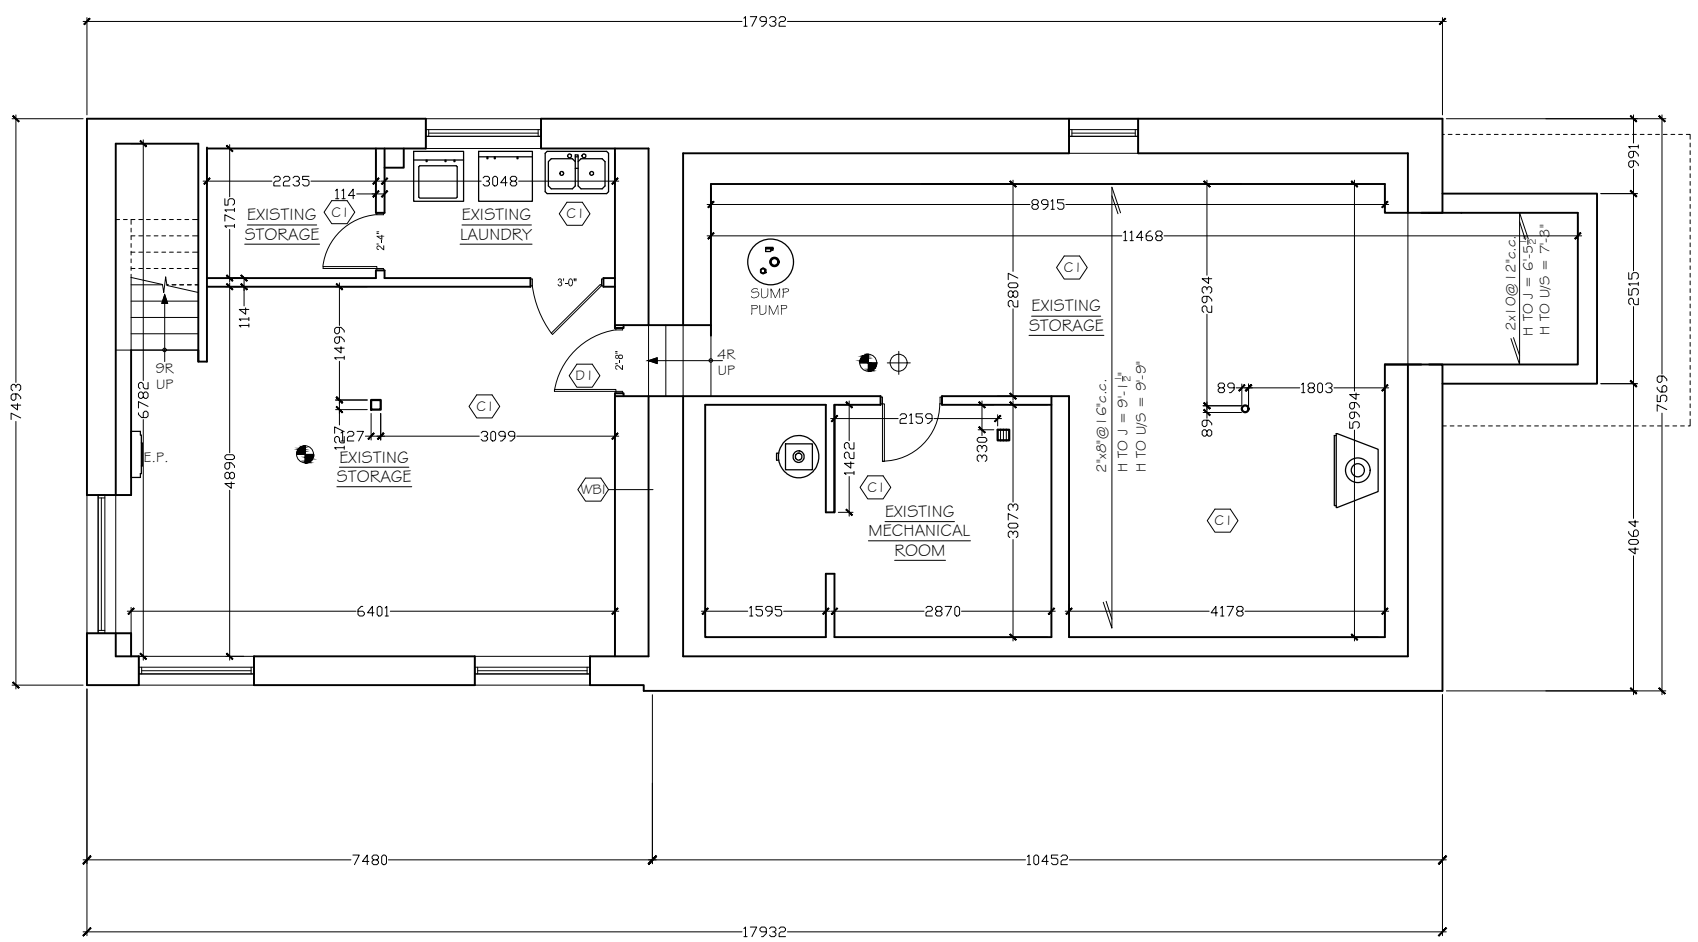 17932
2235
114
3048
1715
EXISTING
STORAGE
C1
EXISTING
LAUNDRY
C1
2'-4"
3'-0"
114
1499
9R
UP
6782
7493
127
127
3099
C1
D1
2'-8"
4R
UP
E.P.
EXISTING
STORAGE
4890
WB1
6401
8915
11468
SUMP
PUMP
2807
C1
EXISTING
STORAGE
2934
2"x8"@16"c.c.
H TO J = 9'-1½"
H TO U/S = 9'-9"
89
1803
89
5994
2159
330
1422
C1
EXISTING
MECHANICAL
ROOM
3073
C1
1595
2870
4178
2x10@12"c.c.
H TO J = 6'-5½"
H TO U/S = 7'-3"
991
2515
4064
7569
7480
10452
17932